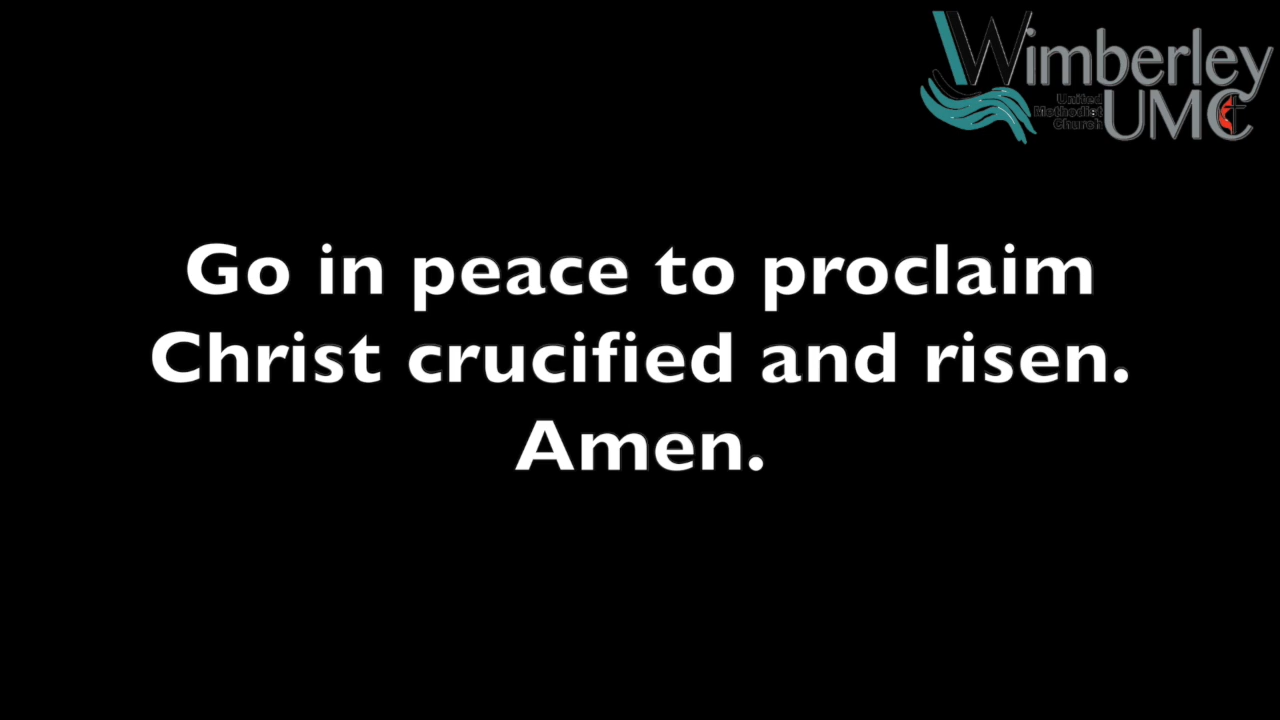 Wimberley
United
Methodist
Church
UMC
Go in peace to proclaim
Christ crucified and risen.
Amen.